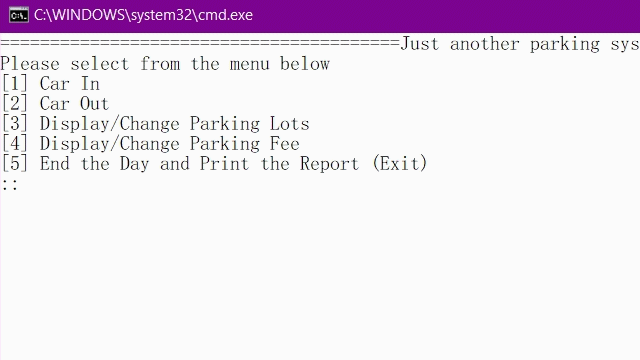 C:\WINDOWS\system32\cmd.exe
========================================Just another parking sys
Please select from the menu below
[1] Car In
[2] Car Out
[3] Display/Change Parking Lots
[4] Display/Change Parking Fee
[5] End the Day and Print the Report (Exit)
::